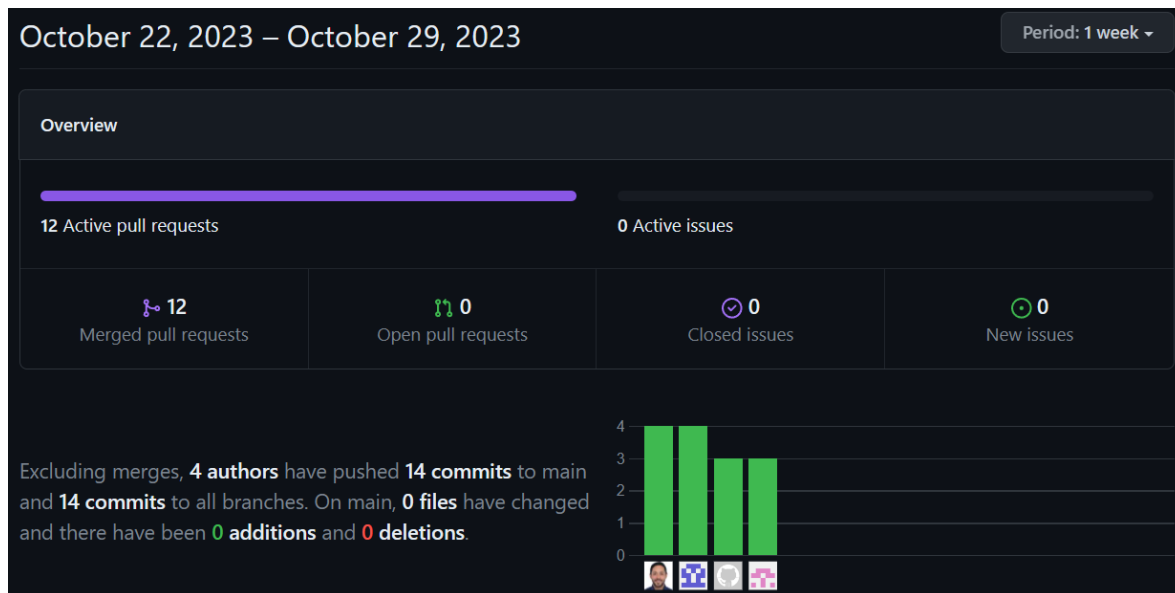 October 22, 2023 – October 29, 2023
Period: 1 week
Overview
12 Active pull requests
0 Active issues
12
Merged pull requests
0
Open pull requests
0
Closed issues
0
New issues
Excluding merges, 4 authors have pushed 14 commits to main
and 14 commits to all branches. On main, 0 files have changed
and there have been 0 additions and 0 deletions.
4
3
2
1
0